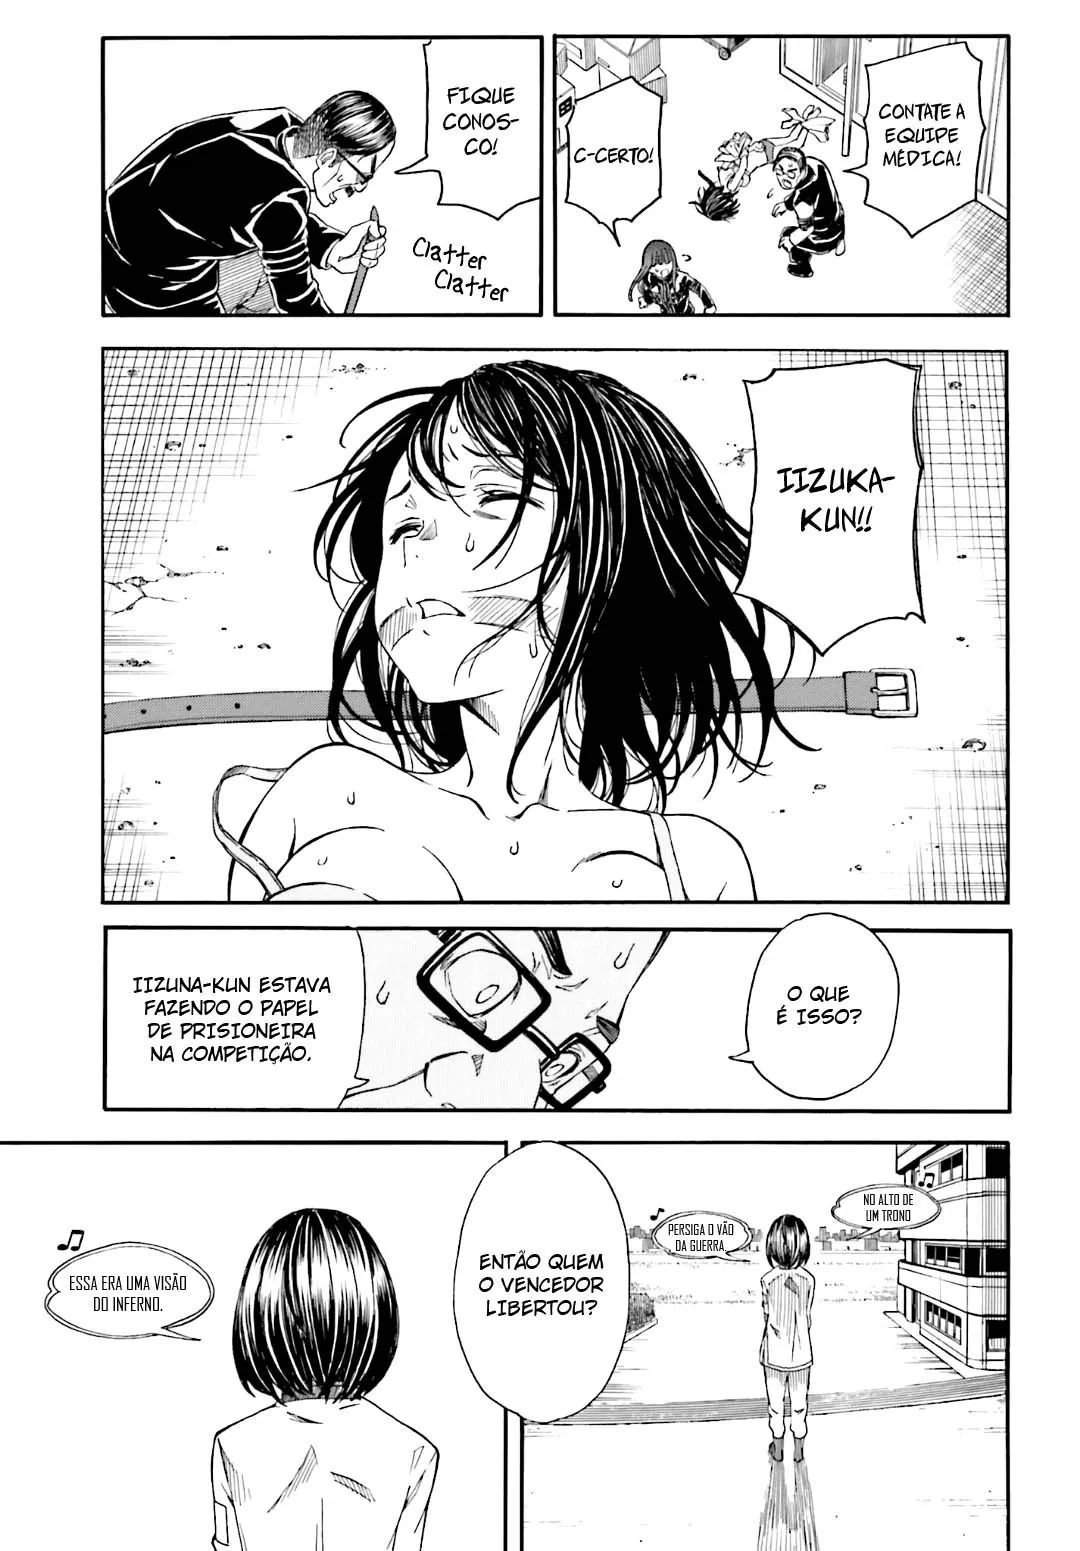 CONTATE A
EQUIPE
MÉDICA!
C-CERTO!
FIQUE
CONOS-
CO!
Clatter
Clatter
IIZUKA-
KUN!!
O QUE
É ISSO?
IIZUNA-KUN ESTAVA
FAZENDO O PAPEL
DE PRISIONEIRA
NA COMPETIÇÃO.
NO ALTO DE
UM TRONO
PERSIGA O VÃO
DA GUERRA.
ENTÃO QUEM
O VENCEDOR
LIBERTOU?
ESSA ERA UMA VISÃO
DO INFERNO.